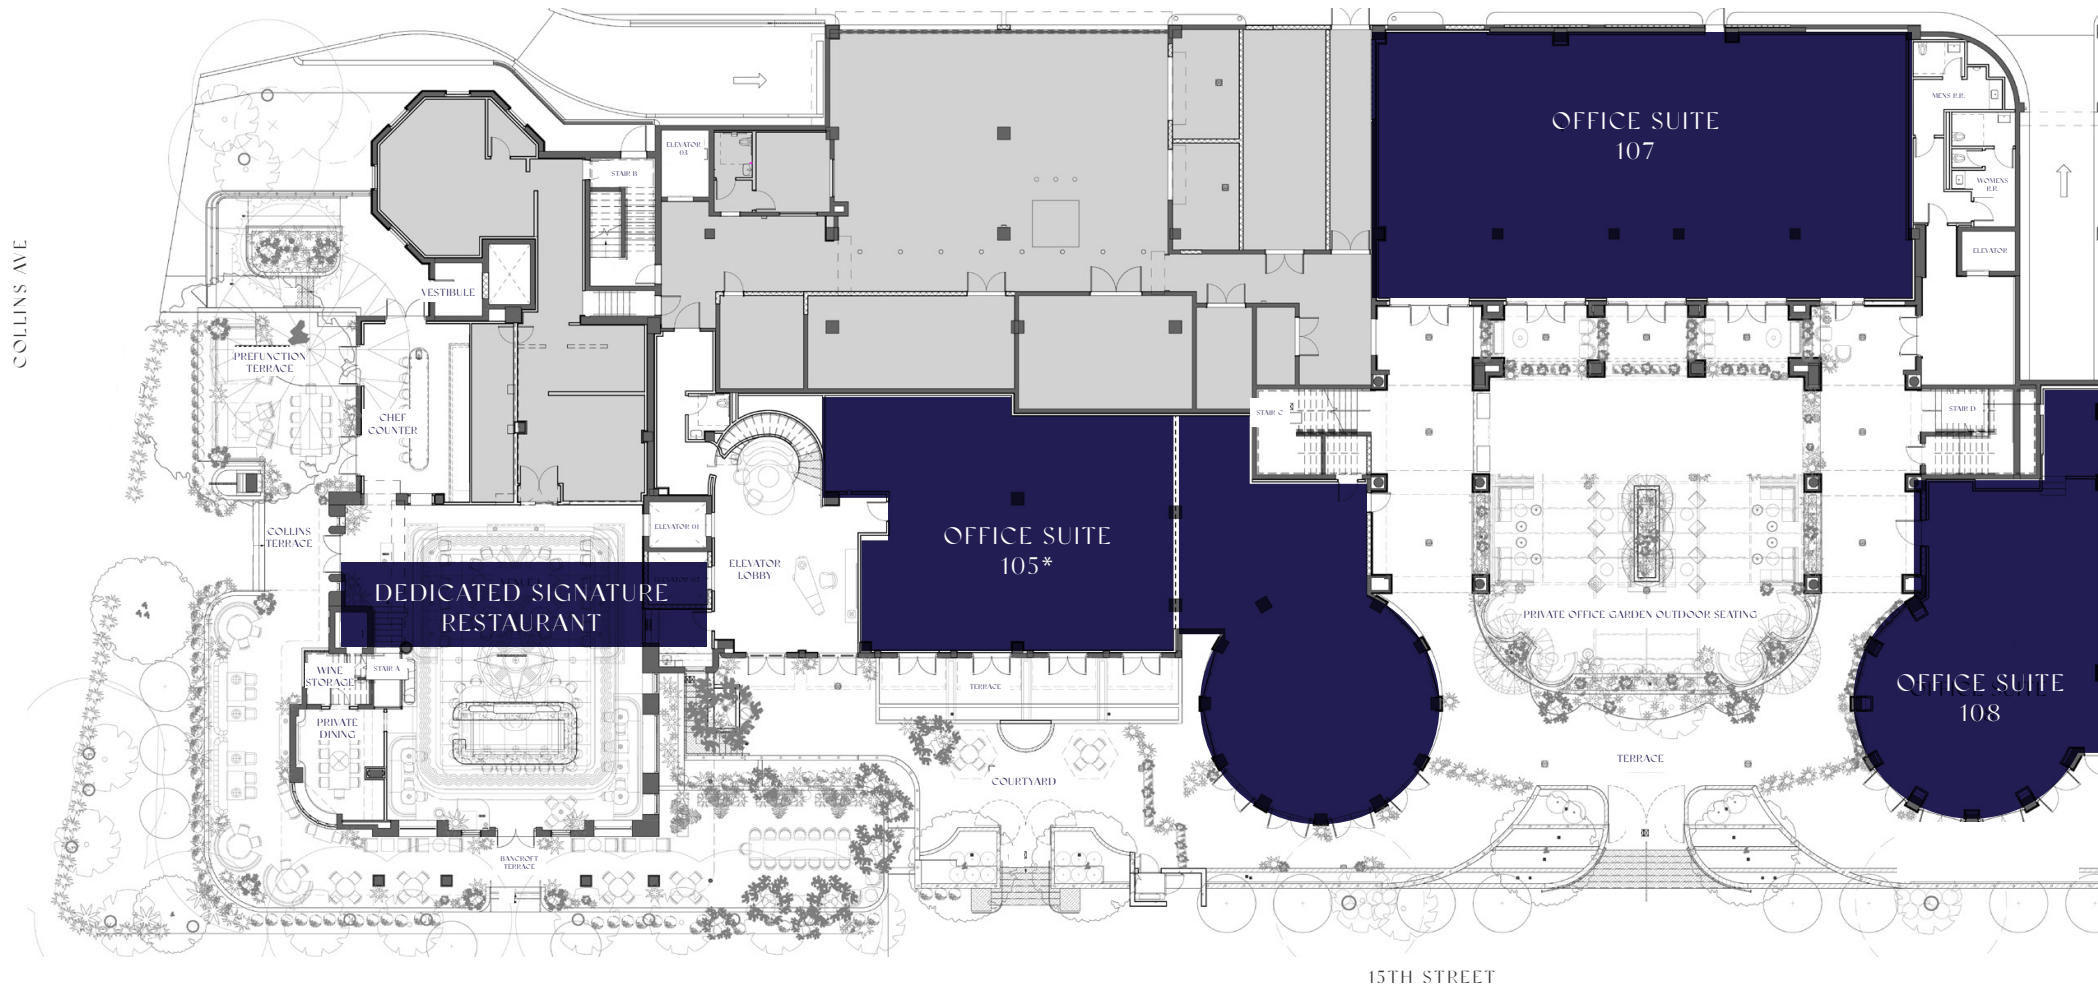 OFFICE SUITE
107
MENS R.R.
WOMENS
R.R.
ELEVATOR
ELEVATOR
03
STAIR B
VESTIBULE
COLLINS AVE
PREFUNCTION
TERRACE
CHEF
COUNTER
STAIR C
STAIR D
COLLINS
TERRACE
ELEVATOR 01
ELEVATOR
LOBBY
OFFICE SUITE
105*
DEDICATED SIGNATURE
RESTAURANT
PRIVATE OFFICE GARDEN OUTDOOR SEATING
WINE
STORAGE
STAIR A
TERRACE
OFFICE SUITE
108
PRIVATE
DINING
TERRACE
COURTYARD
BANCROFT
TERRACE
15TH STREET